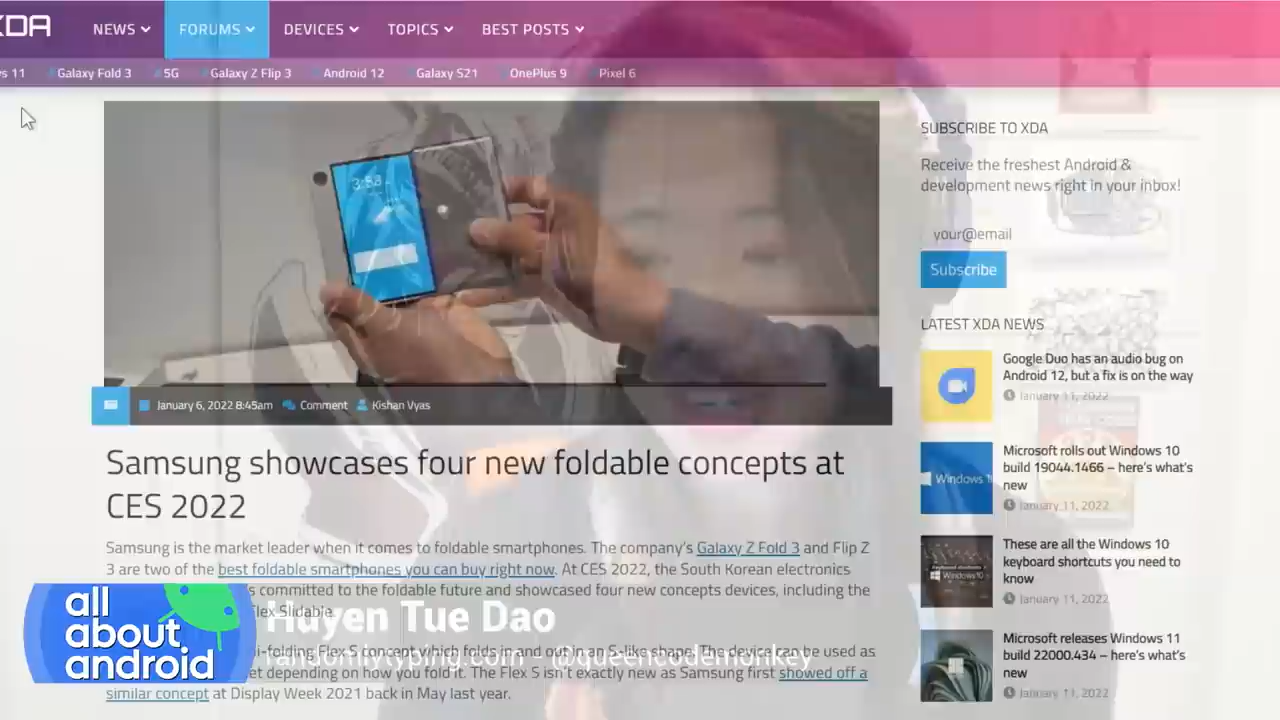 XDA
NEWS
FORUMS
DEVICES
TOPICS
BEST POSTS
s 11
Galaxy Fold 3
5G
Galaxy Z Flip 3
Android 12
Galaxy S21
OnePlus 9
Pixel 6
3:58
January 6, 2022 8:45am
Comment
Kishan Vyas
Samsung showcases four new foldable concepts at
CES 2022
Samsung is the market leader when it comes to foldable smartphones. The company's Galaxy Z Fold 3 and Flip Z
3 are two of the best foldable smartphones you can buy right now. At CES 2022, the South Korean electronics
s committed to the foldable future and showcased four new concepts devices, including the
Flex Slidable.
i-folding Flex S concept which folds in and out in an S-like shape. The device can be used as
et depending on how you fold it. The Flex S isn't exactly new as Samsung first showed off a
similar concept at Display Week 2021 back in May last year.
SUBSCRIBE TO XDA
Receive the freshest Android &
development news right in your inbox!
your@email
Subscribe
LATEST XDA NEWS
Google Duo has an audio bug on
Android 12, but a fix is on the way
January 11, 2022
Windows 1
Microsoft rolls out Windows 10
build 19044.1466 – here's what's
new
January 11, 2022
Windows10
These are all the Windows 10
keyboard shortcuts you need to
know
January 11, 2022
Microsoft releases Windows 11
build 22000.434 – here's what's
new
January 11, 2022
all
about
android
Huyen Tue Dao
randomlytyping.com - @queencodemonkey